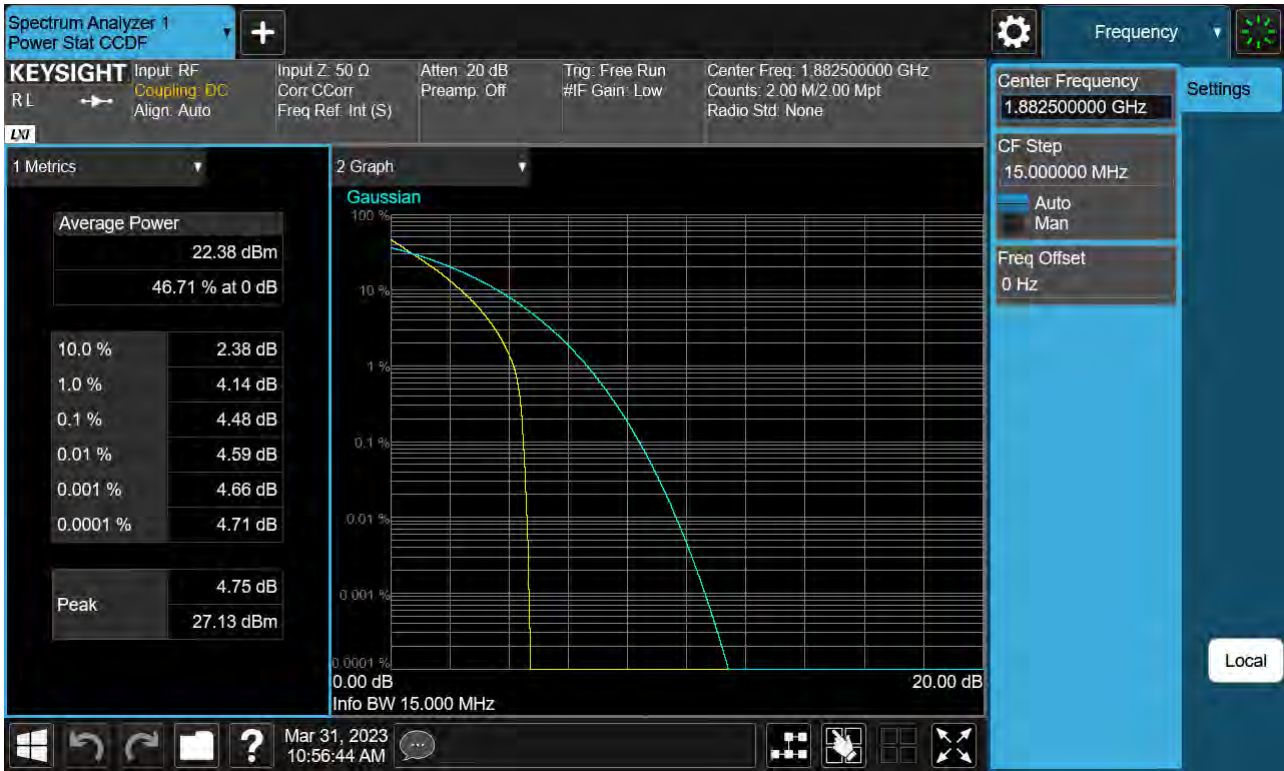 Spectrum Analyzer 1
Power Stat CCDF
+
Frequency
KEYSIGHT
RL
LXI
Input: RF
Coupling: DC
Align: Auto
Input Z: 50 Ω
Corr CCorr
Freq Ref: Int (S)
Atten: 20 dB
Preamp: Off
Trig: Free Run
#IF Gain: Low
Center Freq: 1.882500000 GHz
Counts: 2.00 M/2.00 Mpt
Radio Std: None
Center Frequency
1.882500000 GHz
Settings
CF Step
15.000000 MHz
Auto
Man
Freq Offset
0 Hz
1 Metrics
Average Power
22.38 dBm
46.71 % at 0 dB
10.0 % 2.38 dB
1.0 % 4.14 dB
0.1 % 4.48 dB
0.01 % 4.59 dB
0.001 % 4.66 dB
0.0001 % 4.71 dB
Peak
4.75 dB
27.13 dBm
2 Graph
Gaussian
100 %
10 %
1 %
0.1 %
0.01 %
0.001 %
0.0001 %
0.00 dB 20.00 dB
Info BW 15.000 MHz
Local
?
Mar 31, 2023
10:56:44 AM